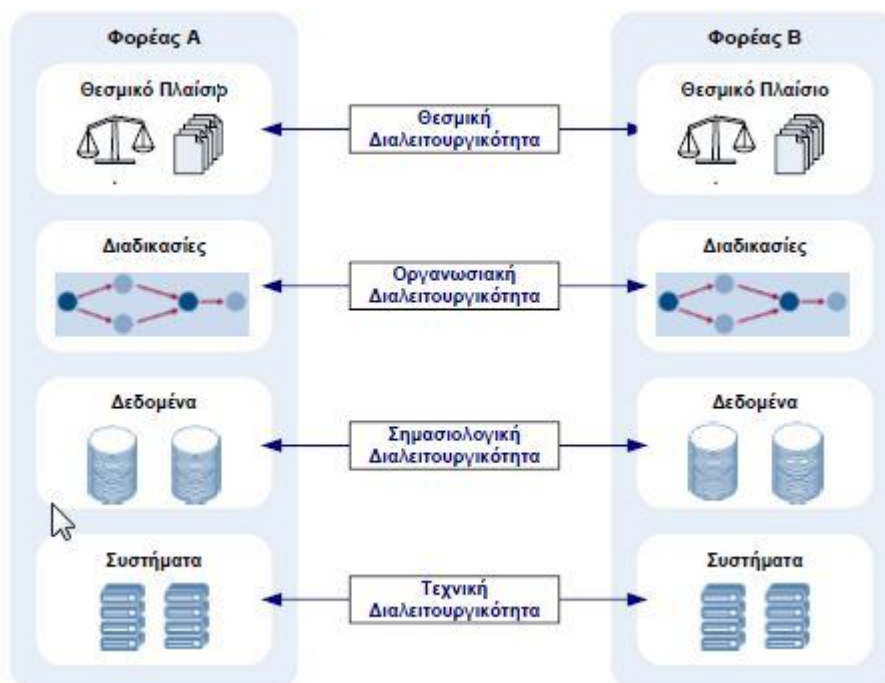 Φορέας Α
Φορέας Β
Θεσμικό Πλαίσιο
Θεσμική
Διαλειτουργικότητα
Θεσμικό Πλαίσιο
Διαδικασίες
Οργανωσιακή
Διαλειτουργικότητα
Διαδικασίες
Δεδομένα
Σημασιολογική
Διαλειτουργικότητα
Δεδομένα
Συστήματα
Τεχνική
Διαλειτουργικότητα
Συστήματα